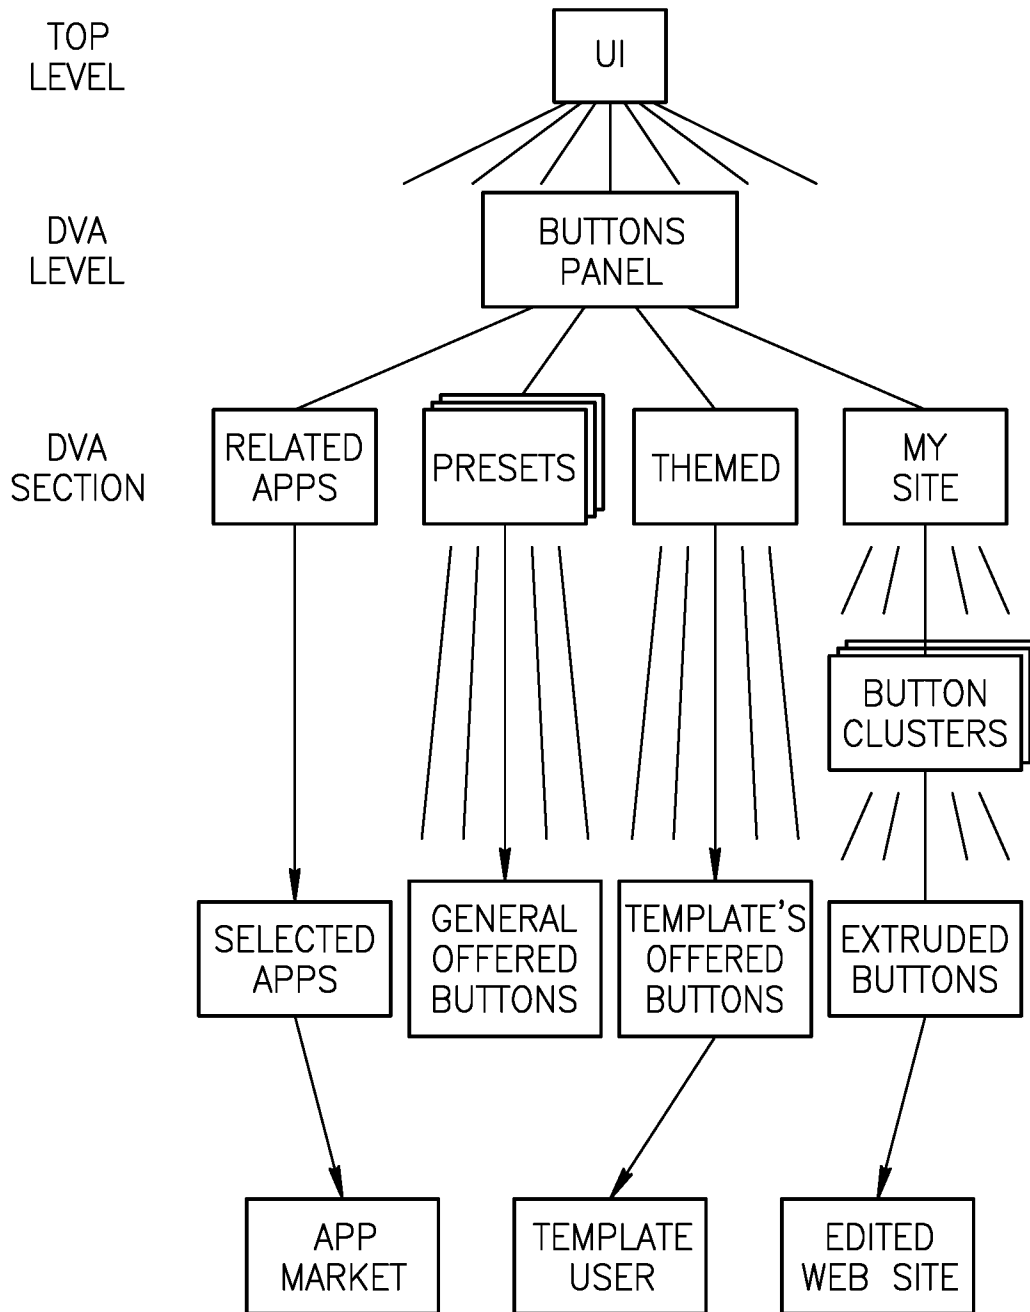 TOP
LEVEL
UI
DVA
LEVEL
BUTTONS
PANEL
DVA
SECTION
RELATED
APPS
PRESETS
THEMED
MY
SITE
BUTTON
CLUSTERS
SELECTED
APPS
GENERAL
OFFERED
BUTTONS
TEMPLATE'S
OFFERED
BUTTONS
EXTRUDED
BUTTONS
APP
MARKET
TEMPLATE
USER
EDITED
WEB SITE